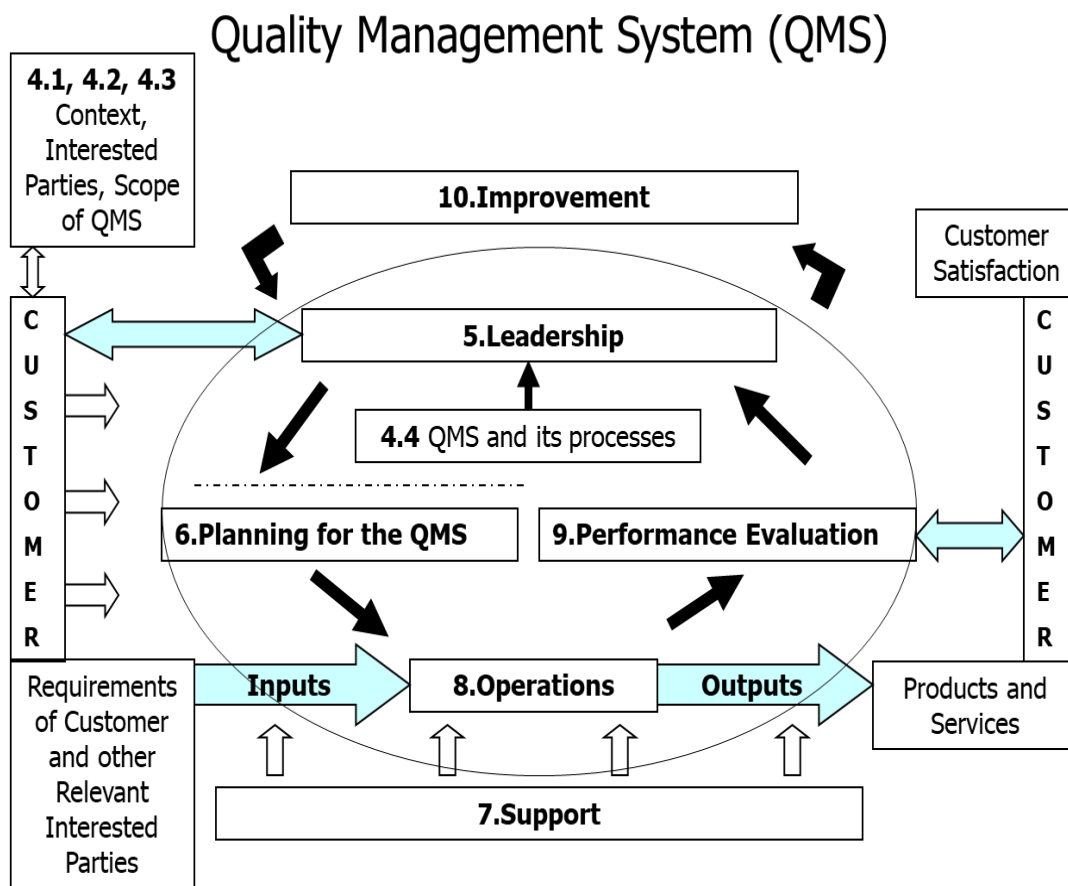 Quality Management System (QMS)
4.1, 4.2, 4.3
Context,
Interested
Parties, Scope
of QMS
10.Improvement
Customer
Satisfaction
C
U
S
T
O
M
E
R
5.Leadership
4.4 QMS and its processes
6.Planning for the QMS
9.Performance Evaluation
C
U
S
T
O
M
E
R
Requirements
of Customer
and other
Relevant
Interested
Parties
Inputs
8.Operations
Outputs
Products and
Services
7.Support